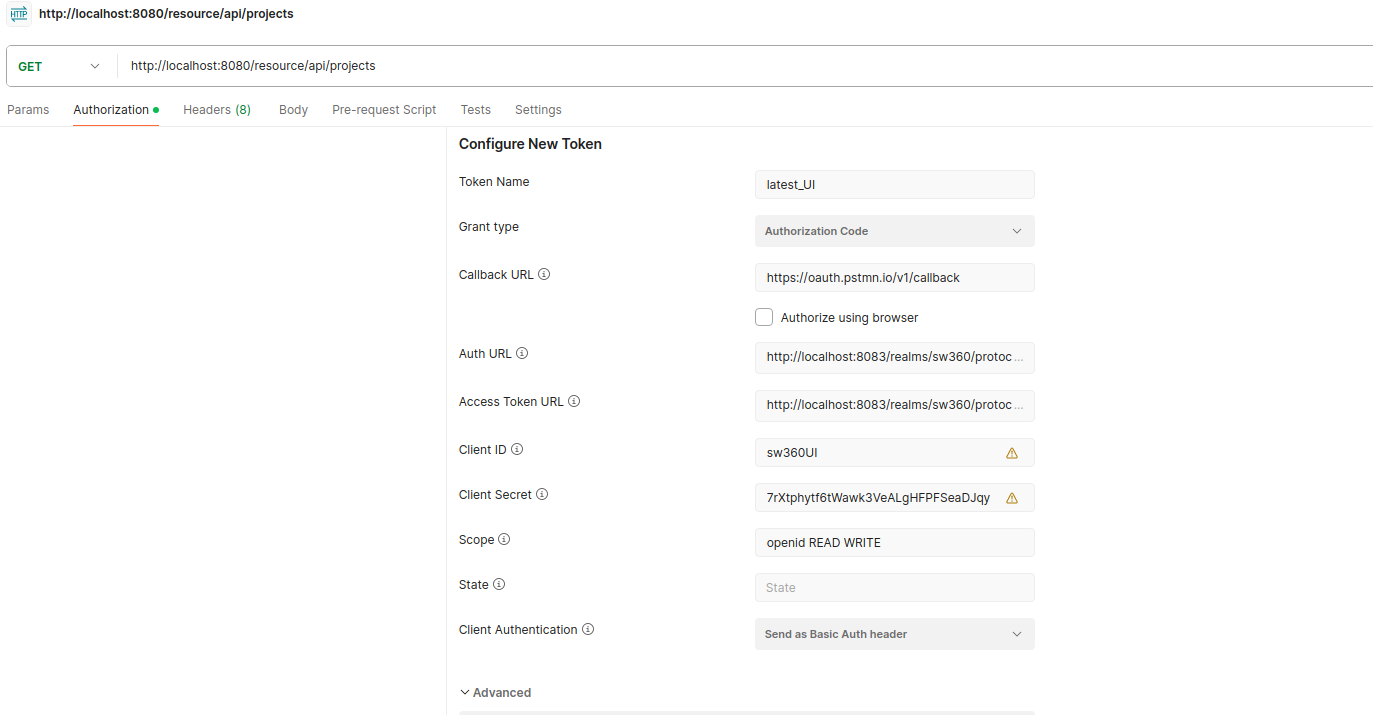 HTTP http://localhost:8080/resource/api/projects
GET http://localhost:8080/resource/api/projects
Params Authorization Headers (8) Body Pre-request Script Tests Settings
Configure New Token
Token Name latest_UI
Grant type Authorization Code
Callback URL https://oauth.pstmn.io/v1/callback
Authorize using browser
Auth URL http://localhost:8083/realms/sw360/protoc ...
Access Token URL http://localhost:8083/realms/sw360/protoc ...
Client ID sw360UI
Client Secret 7rXtphytf6tWawk3VeALgHFPFSeaDJqy
Scope openid READ WRITE
State State
Client Authentication Send as Basic Auth header
Advanced